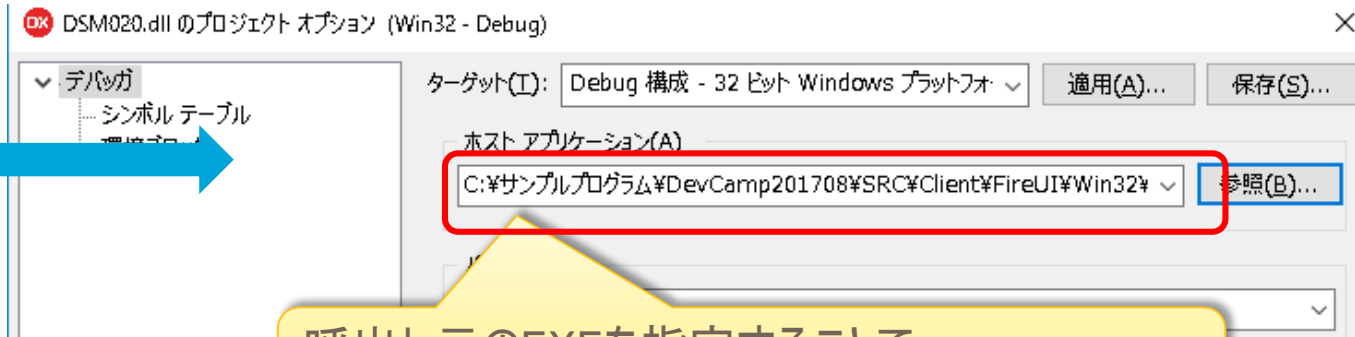 DX DSM020.dll のプロジェクト オプション (Win32 - Debug)
デバッガ
ターゲット(T): Debug 構成 - 32 ビット Windows プラットフォー 適用(A)... 保存(S)...
シンボル テーブル
ホスト アプリケーション(A)
C:¥サンプルプログラム¥DevCamp201708¥SRC¥Client¥FireUI¥Win32¥ 参照(B)...